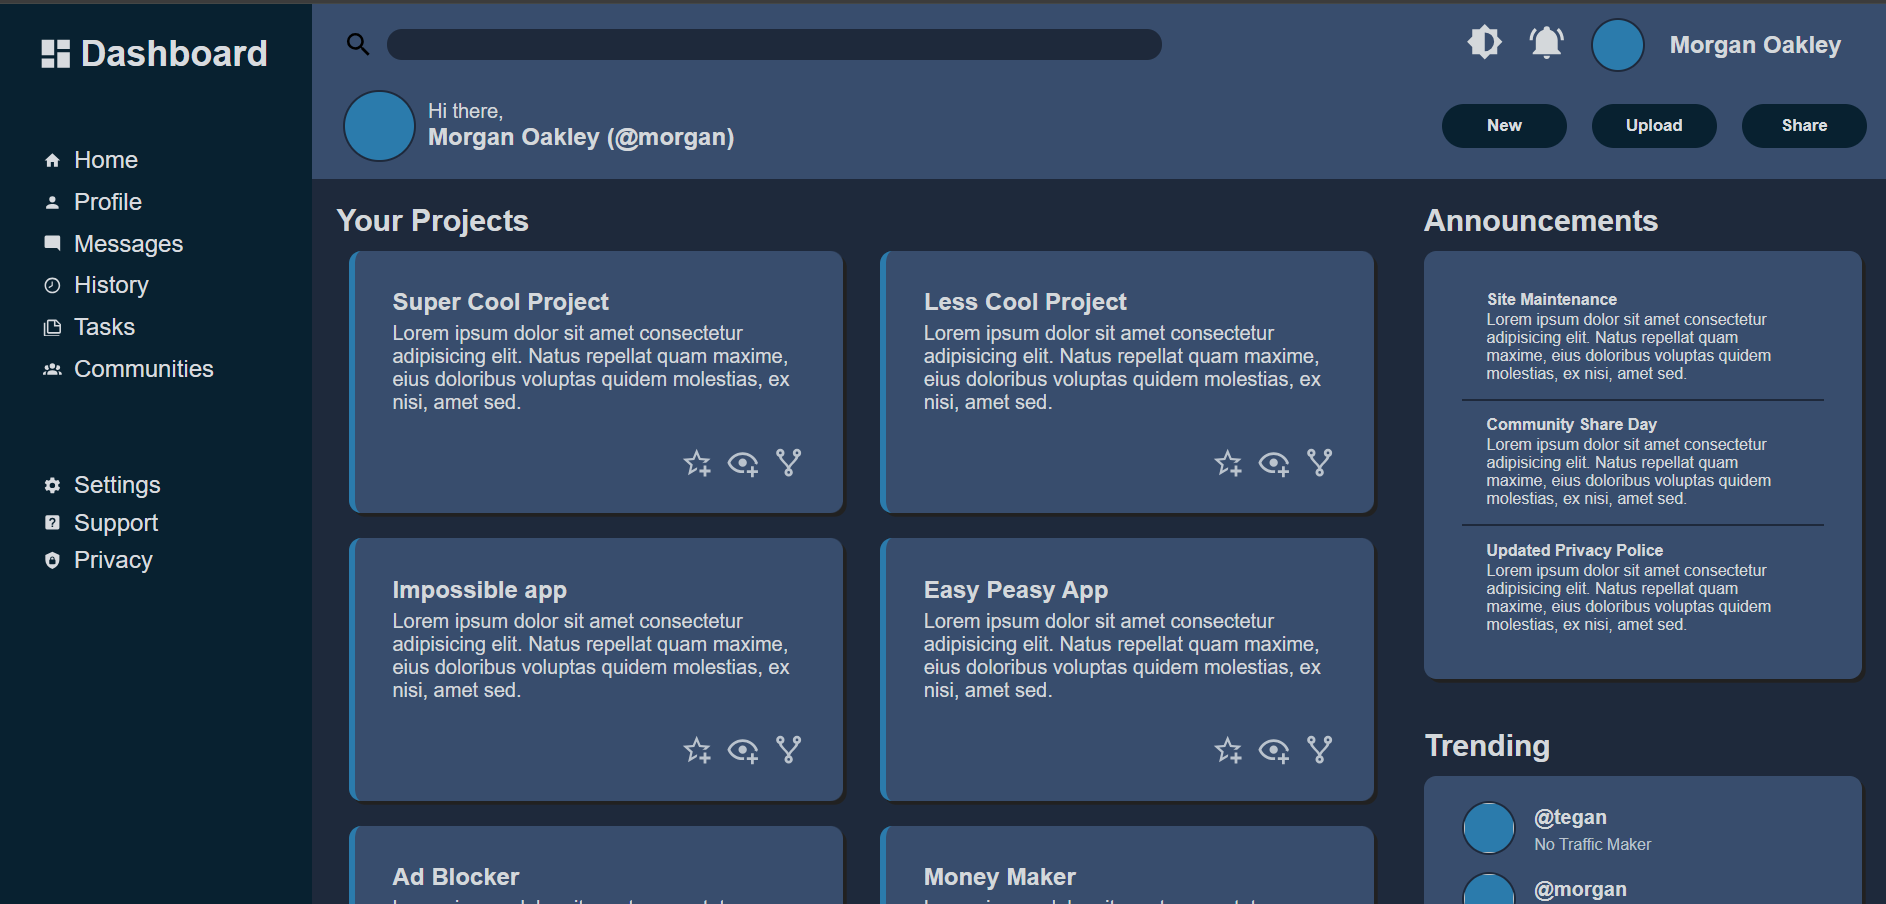 Dashboard
Home
Profile
Messages
History
Tasks
Communities
Settings
Support
Privacy
Morgan Oakley
Hi there,
Morgan Oakley (@morgan)
New
Upload
Share
Your Projects
Super Cool Project
Lorem ipsum dolor sit amet consectetur
adipisicing elit. Natus repellat quam maxime,
eius doloribus voluptas quidem molestias, ex
nisi, amet sed.
Less Cool Project
Lorem ipsum dolor sit amet consectetur
adipisicing elit. Natus repellat quam maxime,
eius doloribus voluptas quidem molestias, ex
nisi, amet sed.
Impossible app
Lorem ipsum dolor sit amet consectetur
adipisicing elit. Natus repellat quam maxime,
eius doloribus voluptas quidem molestias, ex
nisi, amet sed.
Easy Peasy App
Lorem ipsum dolor sit amet consectetur
adipisicing elit. Natus repellat quam maxime,
eius doloribus voluptas quidem molestias, ex
nisi, amet sed.
Ad Blocker
Money Maker
Announcements
Site Maintenance
Lorem ipsum dolor sit amet consectetur
adipisicing elit. Natus repellat quam
maxime, eius doloribus voluptas quidem
molestias, ex nisi, amet sed.
Community Share Day
Lorem ipsum dolor sit amet consectetur
adipisicing elit. Natus repellat quam
maxime, eius doloribus voluptas quidem
molestias, ex nisi, amet sed.
Updated Privacy Police
Lorem ipsum dolor sit amet consectetur
adipisicing elit. Natus repellat quam
maxime, eius doloribus voluptas quidem
molestias, ex nisi, amet sed.
Trending
@tegan
No Traffic Maker
@morgan